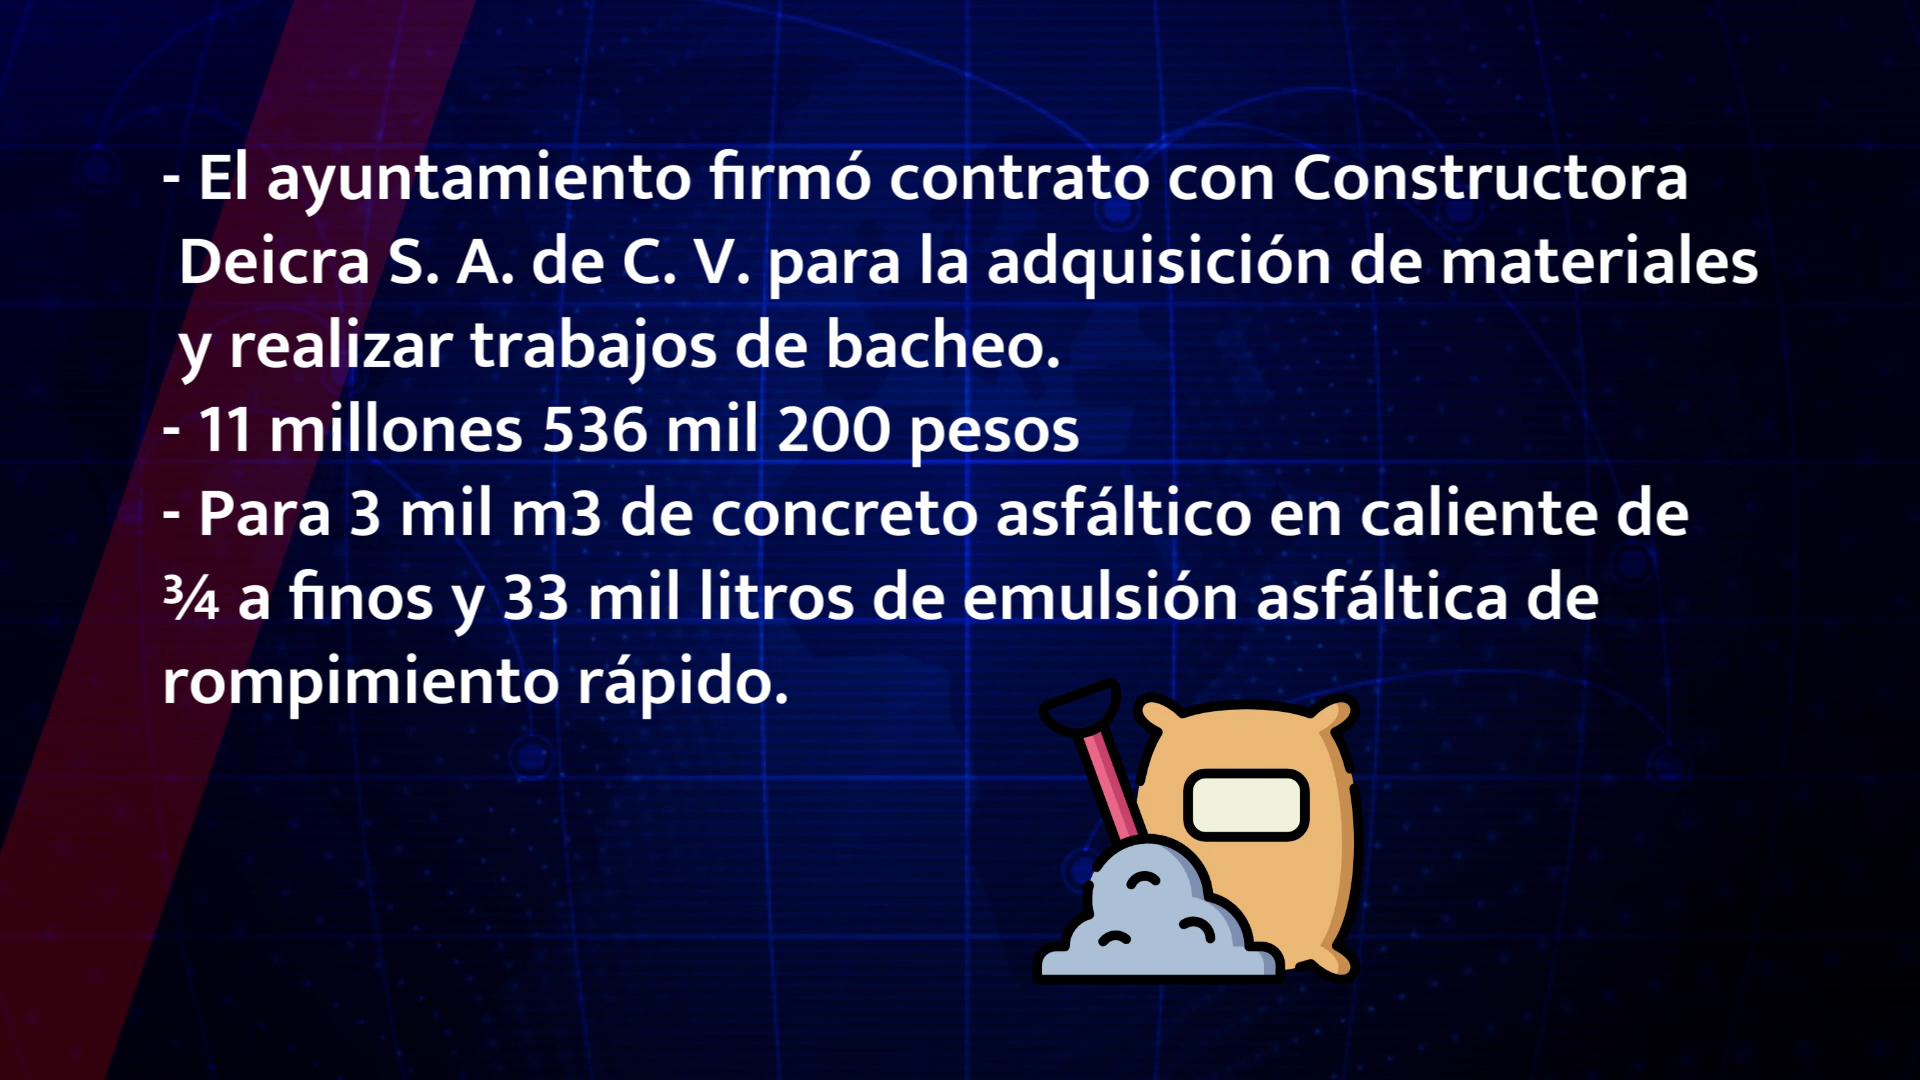 - El ayuntamiento firmó contrato con Constructora
Deicra S. A. de C. V. para la adquisición de materiales
y realizar trabajos de bacheo.
- 11 millones 536 mil 200 pesos
- Para 3 mil m3 de concreto asfáltico en caliente de
¾ a finos y 33 mil litros de emulsión asfáltica de
rompimiento rápido.